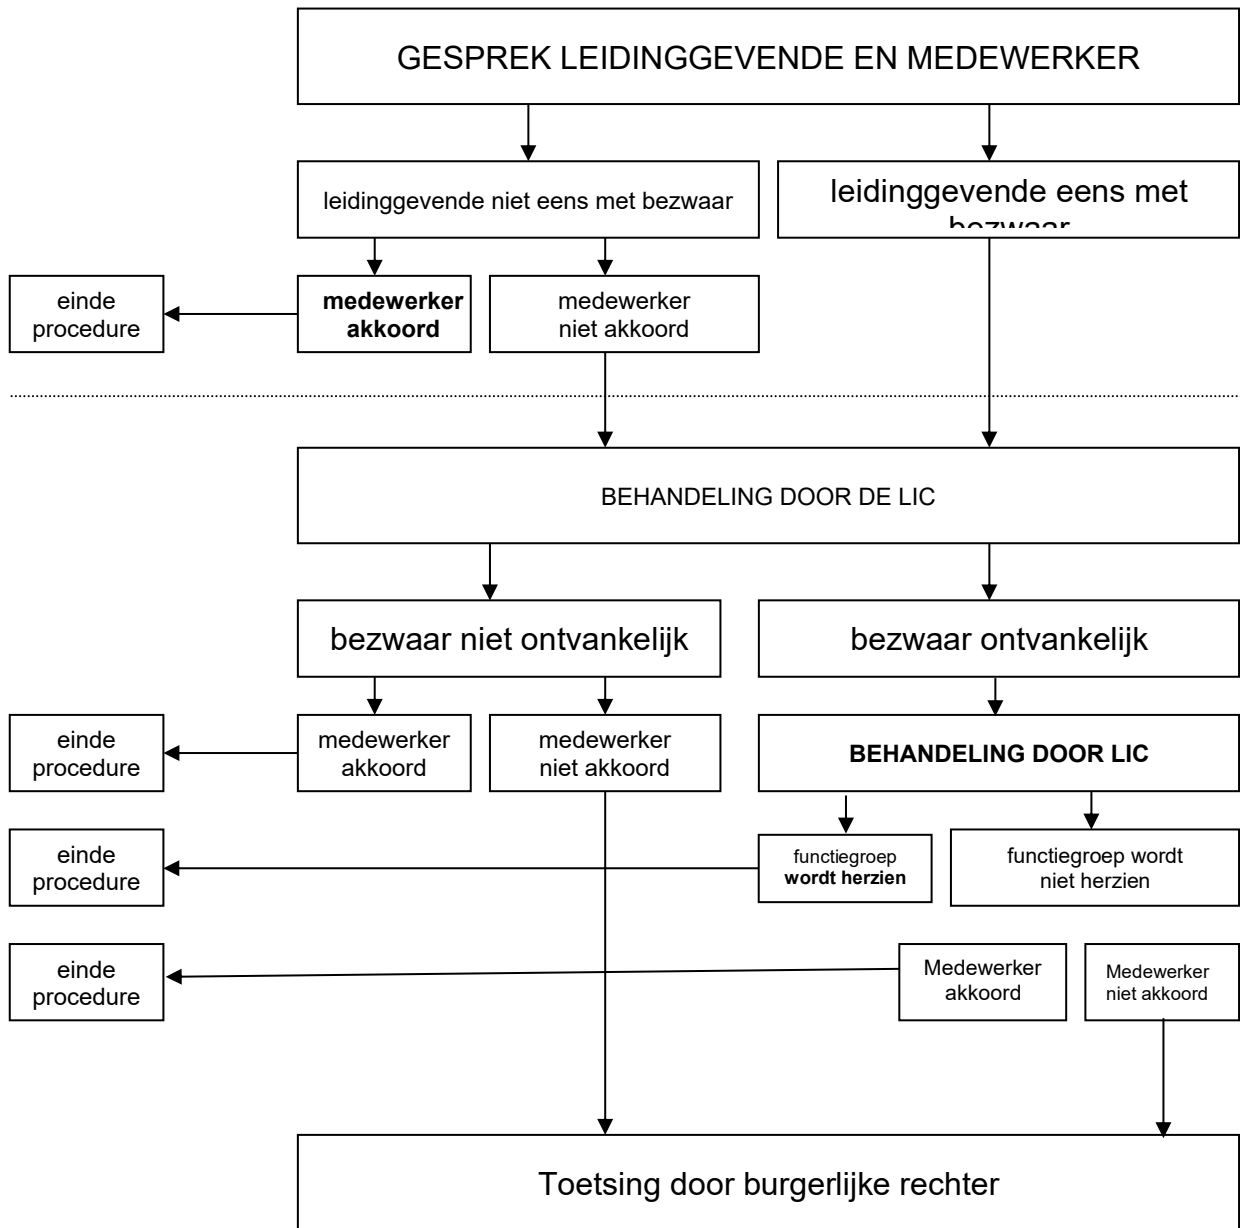 GESPREK LEIDINGGEVENDE EN MEDEWERKER
leidinggevende niet eens met bezwaar
leidinggevende eens met
bezwaar
einde
procedure
medewerker
akkoord
medewerker
niet akkoord
BEHANDELING DOOR DE LIC
bezwaar niet ontvankelijk
bezwaar ontvankelijk
einde
procedure
medewerker
akkoord
medewerker
niet akkoord
BEHANDELING DOOR LIC
einde
procedure
functiegroep
wordt herzien
functiegroep wordt
niet herzien
einde
procedure
Medewerker
akkoord
Medewerker
niet akkoord
Toetsing door burgerlijke rechter